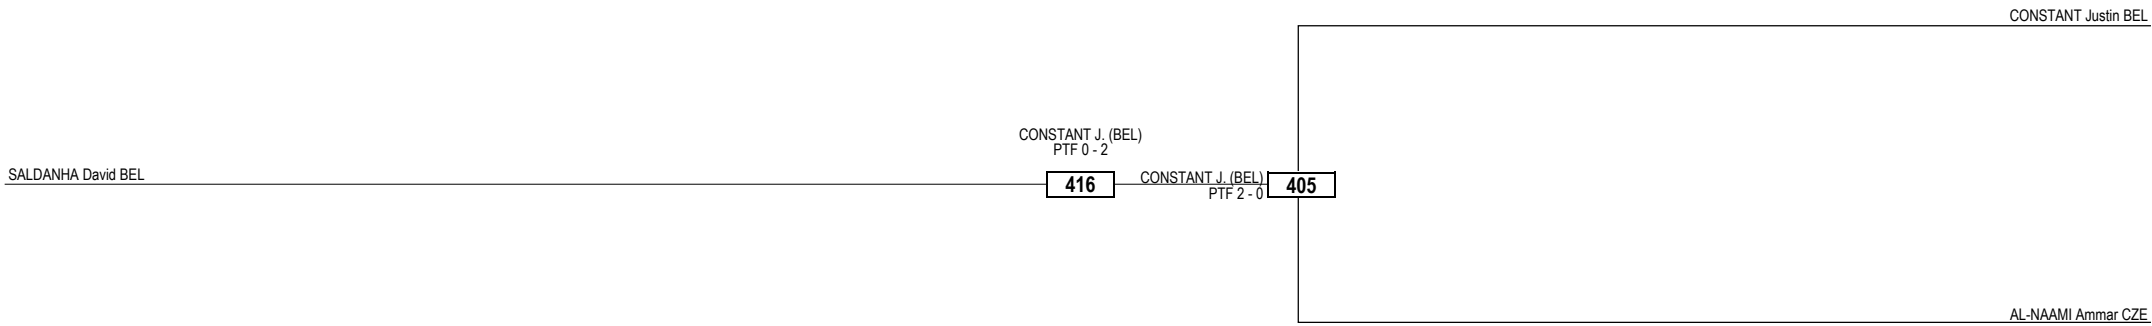 CONSTANT Justin BEL
CONSTANT J. (BEL)
PTF 0 - 2
SALDANHA David BEL
416
CONSTANT J. (BEL)
PTF 2 - 0
405
AL-NAAMI Ammar CZE